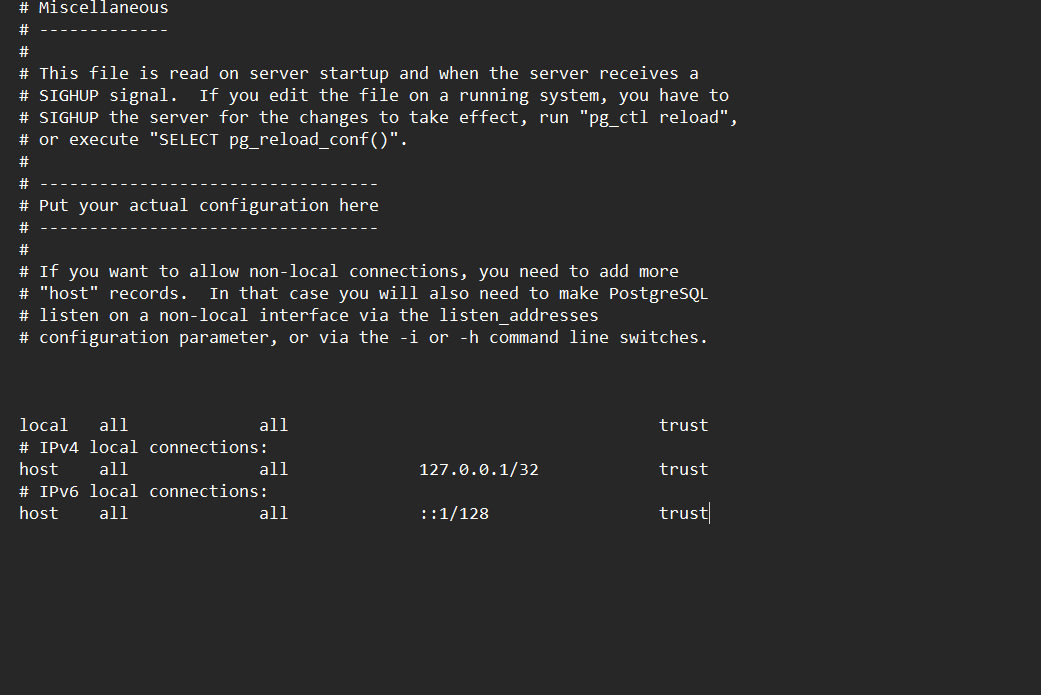 # Miscellaneous
# -------------
#
# This file is read on server startup and when the server receives a
# SIGHUP signal.  If you edit the file on a running system, you have to
# SIGHUP the server for the changes to take effect, run "pg_ctl reload",
# or execute "SELECT pg_reload_conf()".
#
# ----------------------------------
# Put your actual configuration here
# ----------------------------------
#
# If you want to allow non-local connections, you need to add more
# "host" records.  In that case you will also need to make PostgreSQL
# listen on a non-local interface via the listen_addresses
# configuration parameter, or via the -i or -h command line switches.
local   all             all                                     trust
# IPv4 local connections:
host    all             all             127.0.0.1/32            trust
# IPv6 local connections:
host    all             all             ::1/128                 trust